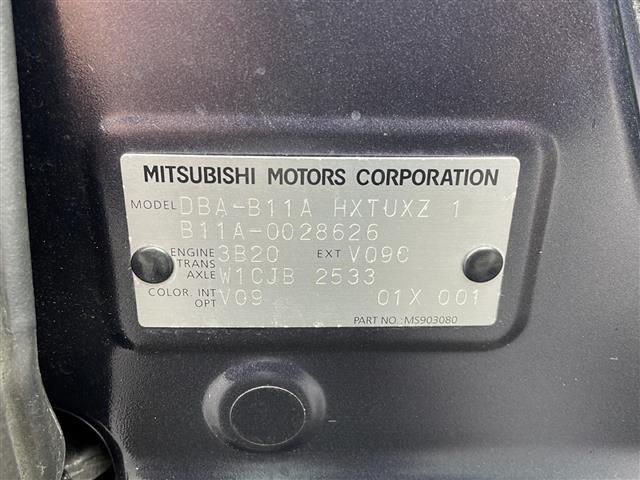 MITSUBISHI MOTORS CORPORATION
MODEL DBA-B11A HXTUXZ 1
B11A-0028626
ENGINE 3B20 EXT V09C
TRANS AXLE W1CJB 2533
COLOR. INT OPT V09 01X 001
PART NO.: MS903080